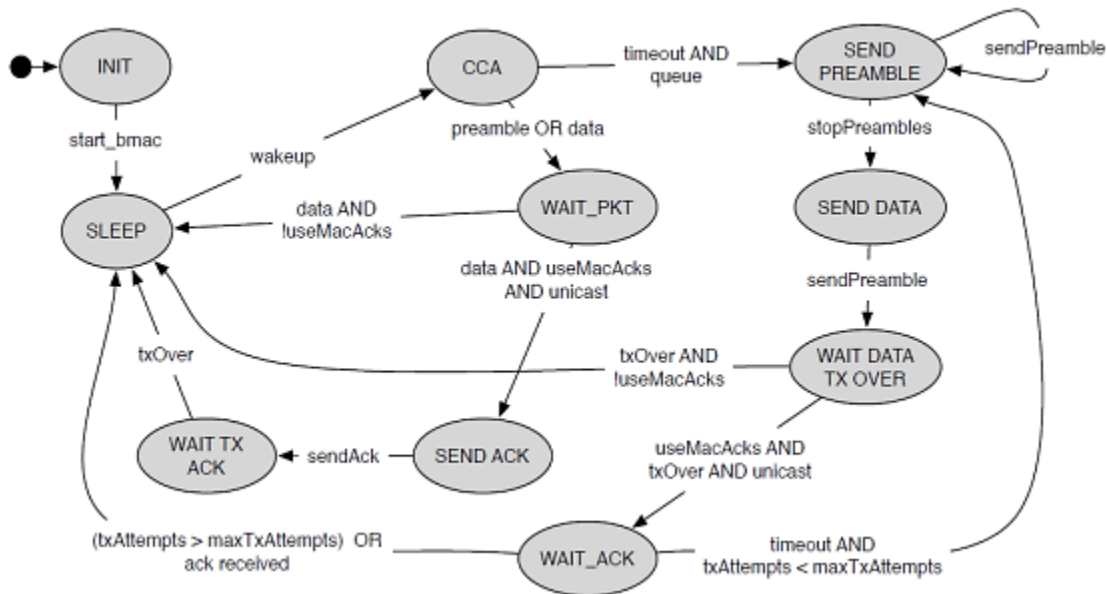 INIT
CCA
timeout AND
queue
SEND
PREAMBLE
sendPreamble
start_bmac
wakeup
preamble OR data
stopPreambles
SLEEP
data AND
!useMacAcks
WAIT_PKT
SEND DATA
data AND useMacAcks
AND unicast
sendPreamble
txOver
txOver AND
!useMacAcks
WAIT DATA
TX OVER
WAIT TX
ACK
sendAck
SEND ACK
useMacAcks AND
txOver AND unicast
(txAttempts > maxTxAttempts) OR
ack received
WAIT_ACK
timeout AND
txAttempts < maxTxAttempts